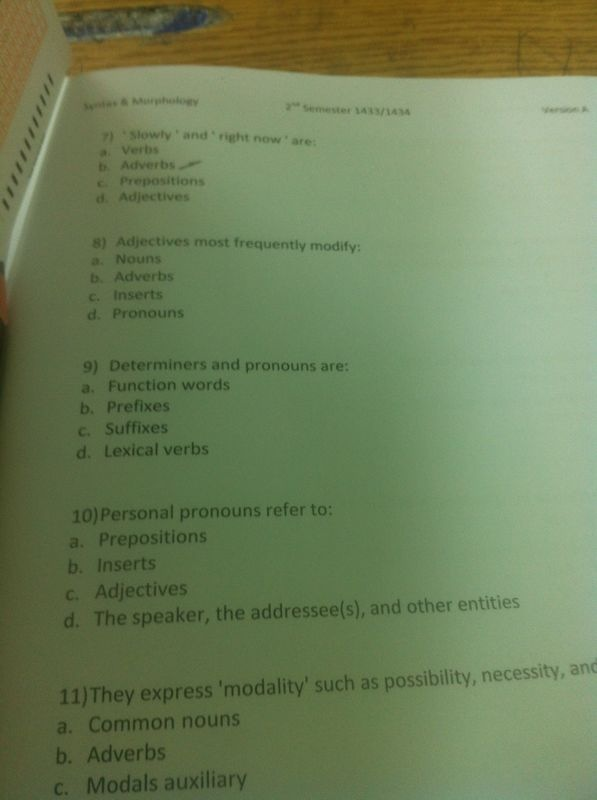 Syntax & Morphology 2nd Semester 1433/1434 Version A
7) 'Slowly' and 'right now' are:
a. Verbs
b. Adverbs
c. Prepositions
d. Adjectives
8) Adjectives most frequently modify:
a. Nouns
b. Adverbs
c. Inserts
d. Pronouns
9) Determiners and pronouns are:
a. Function words
b. Prefixes
c. Suffixes
d. Lexical verbs
10)Personal pronouns refer to:
a. Prepositions
b. Inserts
c. Adjectives
d. The speaker, the addressee(s), and other entities
11)They express 'modality' such as possibility, necessity, and
a. Common nouns
b. Adverbs
c. Modals auxiliary